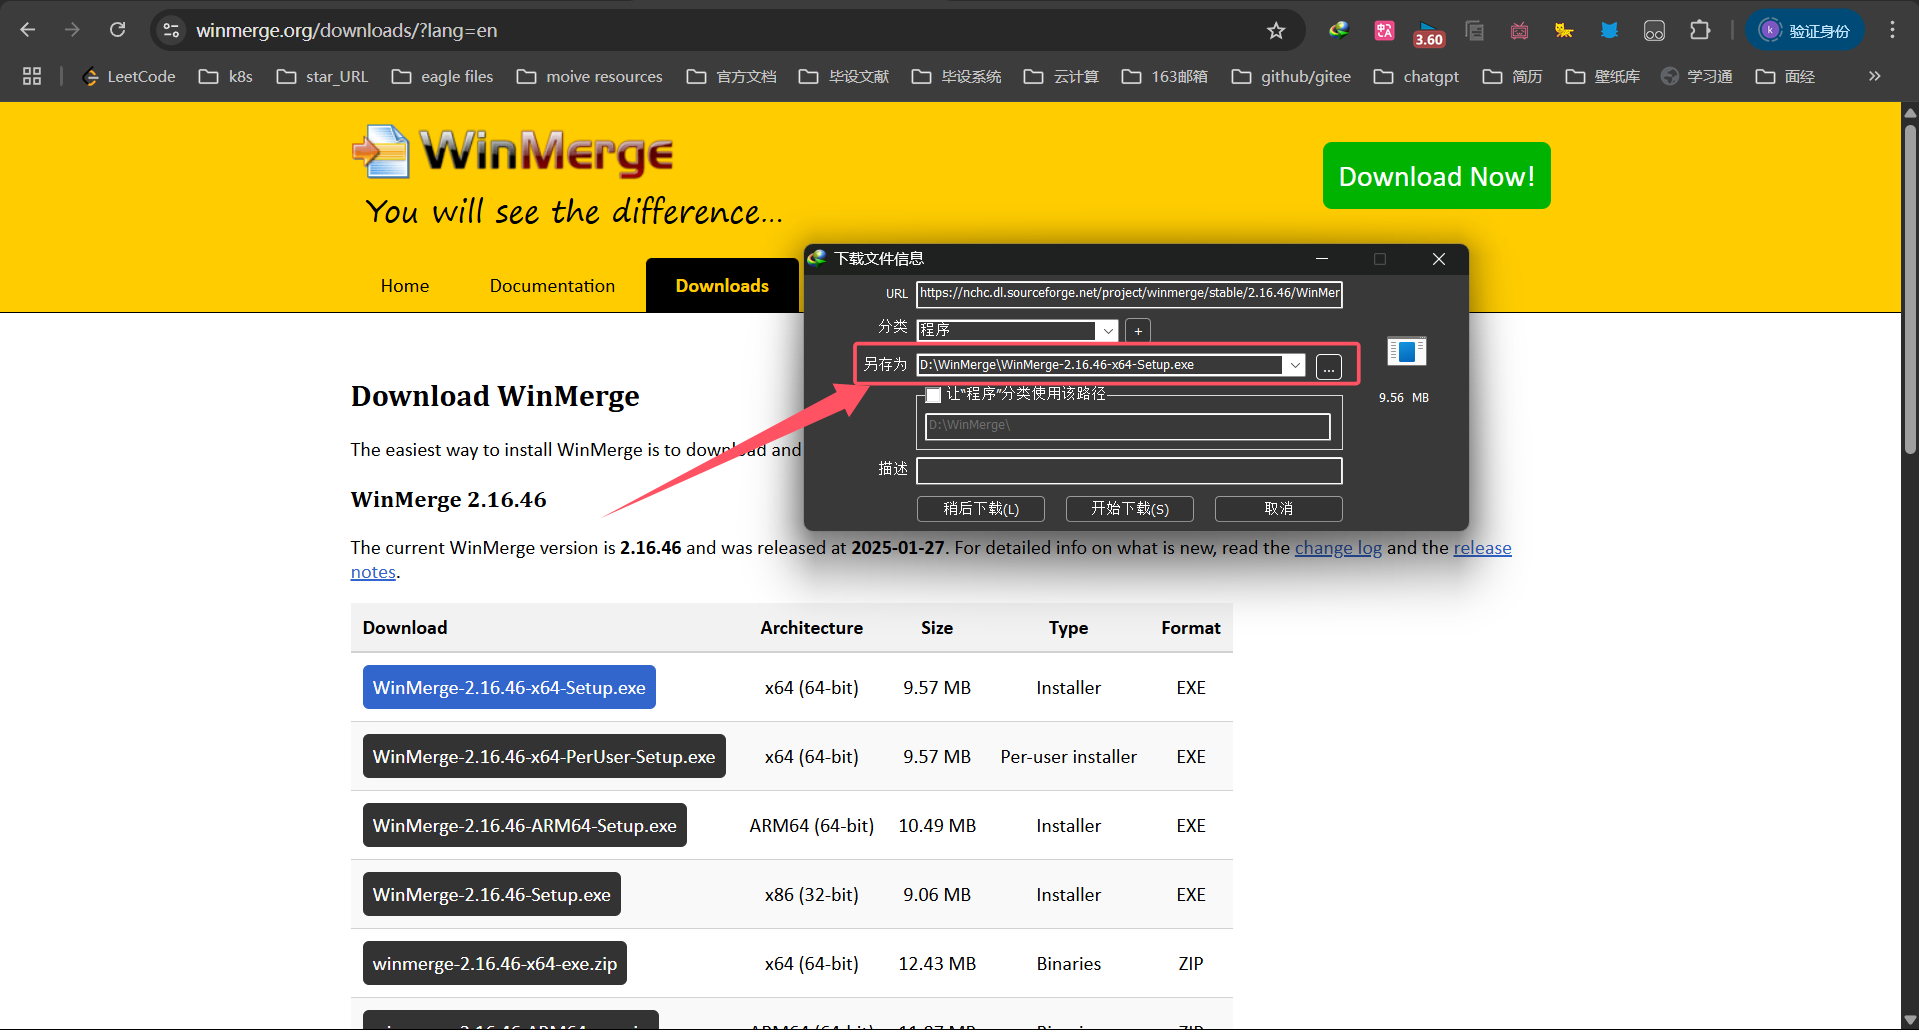 winmerge.org/downloads/?lang=en
3.60
k
验证身份
LeetCode
k8s
star_URL
eagle files
moive resources
官方文档
毕设文献
毕设系统
云计算
163邮箱
github/gitee
chatgpt
简历
壁纸库
学习通
面经
»
WinMerge
You will see the difference...
Download Now!
Home
Documentation
Downloads
下载文件信息
URL
https://nchc.dl.sourceforge.net/project/winmerge/stable/2.16.46/WinMer
分类
程序
+
另存为
D:\WinMerge\WinMerge-2.16.46-x64-Setup.exe
...
让“程序”分类使用该路径
D:\WinMerge\
9.56 MB
描述
稍后下载(L)
开始下载(S)
取消
Download WinMerge
The easiest way to install WinMerge is to download and
WinMerge 2.16.46
The current WinMerge version is 2.16.46 and was released at 2025-01-27. For detailed info on what is new, read the change log and the release
notes.
Download Architecture Size Type Format
WinMerge-2.16.46-x64-Setup.exe x64 (64-bit) 9.57 MB Installer EXE
WinMerge-2.16.46-x64-PerUser-Setup.exe x64 (64-bit) 9.57 MB Per-user installer EXE
WinMerge-2.16.46-ARM64-Setup.exe ARM64 (64-bit) 10.49 MB Installer EXE
WinMerge-2.16.46-Setup.exe x86 (32-bit) 9.06 MB Installer EXE
winmerge-2.16.46-x64-exe.zip x64 (64-bit) 12.43 MB Binaries ZIP